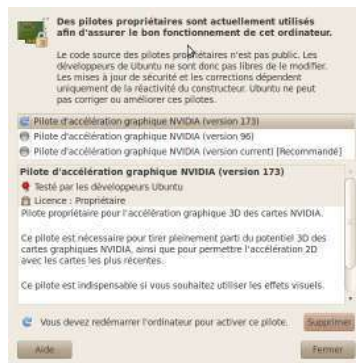 Des pilotes propriétaires sont actuellement utilisés
afin d'assurer le bon fonctionnement de cet ordinateur.
Le code source des pilotes propriétaires n'est pas public. Les
développeurs de Ubuntu ne sont donc pas libres de le modifier.
Les mises à jour de sécurité et les corrections dépendent
uniquement de la réactivité du constructeur. Ubuntu ne peut
pas corriger ou améliorer ces pilotes.
Pilote d'accélération graphique NVIDIA (version 173)
Pilote d'accélération graphique NVIDIA (version 96)
Pilote d'accélération graphique NVIDIA (version current) [Recommandé]
Pilote d'accélération graphique NVIDIA (version 173)
Testé par les développeurs Ubuntu
Licence : Propriétaire
Pilote propriétaire pour l'accélération graphique 3D des cartes NVIDIA.
Ce pilote est nécessaire pour tirer pleinement parti du potentiel 3D des
cartes graphiques NVIDIA, ainsi que pour permettre l'accélération 2D
avec les cartes les plus récentes.
Ce pilote est indispensable si vous souhaitez utiliser les effets visuels.
Vous devez redémarrer l'ordinateur pour activer ce pilote.
Supprimer
Aide
Fermer